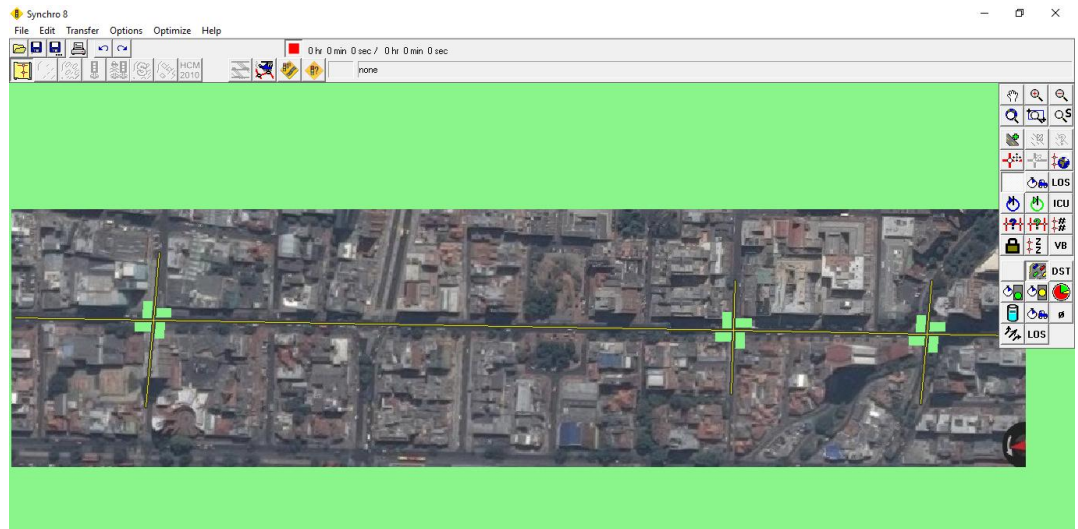 Synchro 8
File Edit Transfer Options Optimize Help
0 hr 0 min 0 sec / 0 hr 0 min 0 sec
HCM
2010
none
S
LOS
ICU
#
Z
Z
VB
DST
ø
LOS